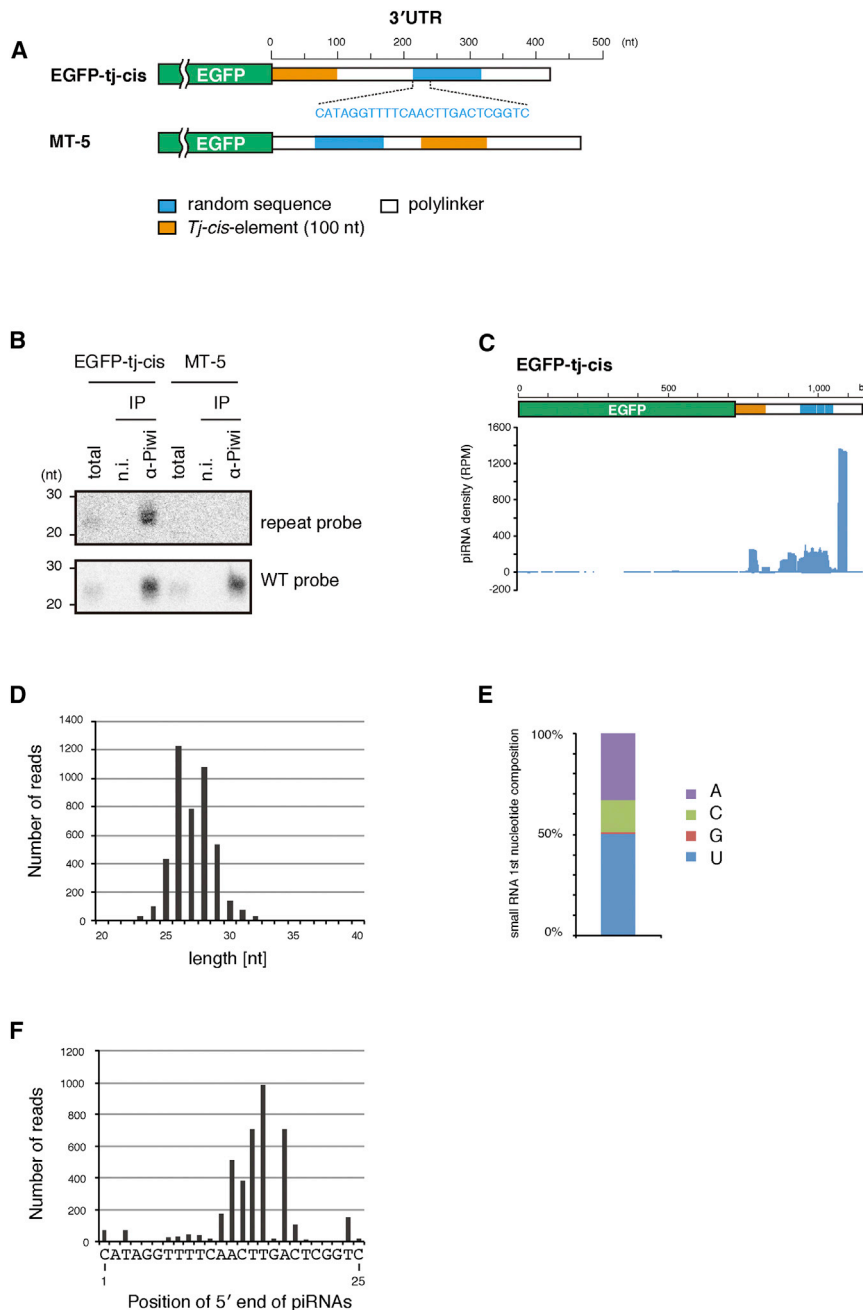 A
3′UTR
0 100 200 300 400 500 (nt)
EGFP-tj-cis
EGFP
CATAGGTTTTCAACTTGACTCGGTC
MT-5
EGFP
random sequence
polylinker
Tj-cis-element (100 nt)
B
EGFP-tj-cis MT-5
IP IP
total n.i. α-Piwi total n.i. α-Piwi
(nt)
30
20
repeat probe
30
20
WT probe
C
EGFP-tj-cis
0 500 1,000 b
EGFP
piRNA density (RPM)
1600
1200
800
400
0
-200
D
Number of reads
1400
1200
1000
800
600
400
200
0
20 25 30 35 40
length [nt]
E
small RNA 1st nucleotide composition
100%
50%
0%
A
C
G
U
F
Number of reads
1200
1000
800
600
400
200
0
CATAGGTTTTCAACTTGACTCGGTC
1 25
Position of 5′ end of piRNAs